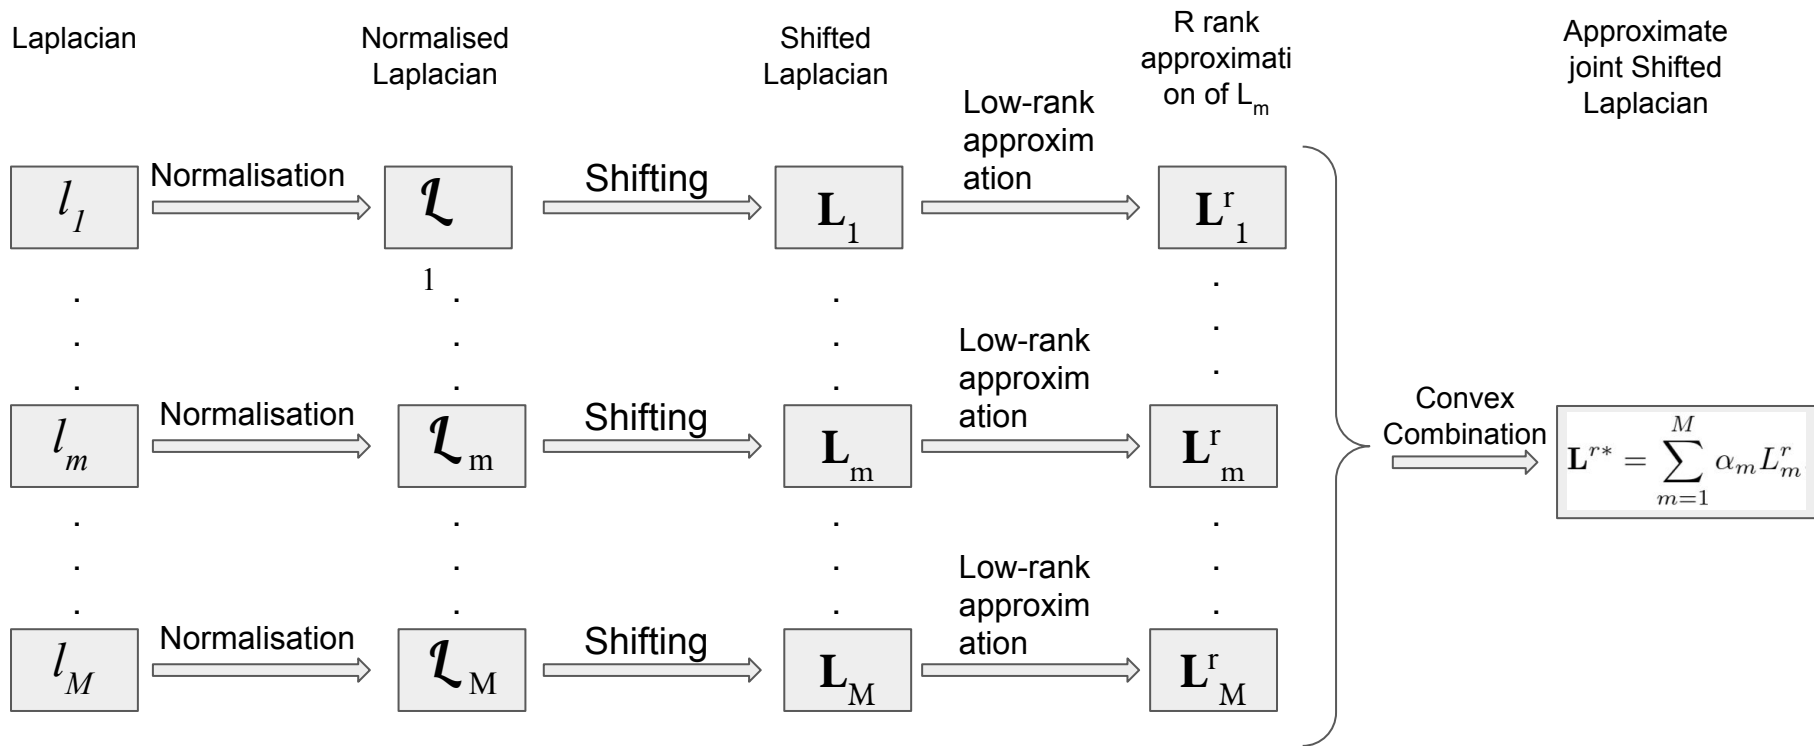 Laplacian
Normalised
Laplacian
Shifted
Laplacian
R rank
approximati
on of L_m
Approximate
joint Shifted
Laplacian
l_1
Normalisation
ℒ
1
Shifting
L_1
Low-rank
approxim
ation
L^r_1
l_m
Normalisation
ℒ_m
Shifting
L_m
Low-rank
approxim
ation
L^r_m
Convex
Combination
L^{r*} = \sum_{m=1}^{M} α_m L^r_m
l_M
Normalisation
ℒ_M
Shifting
L_M
Low-rank
approxim
ation
L^r_M